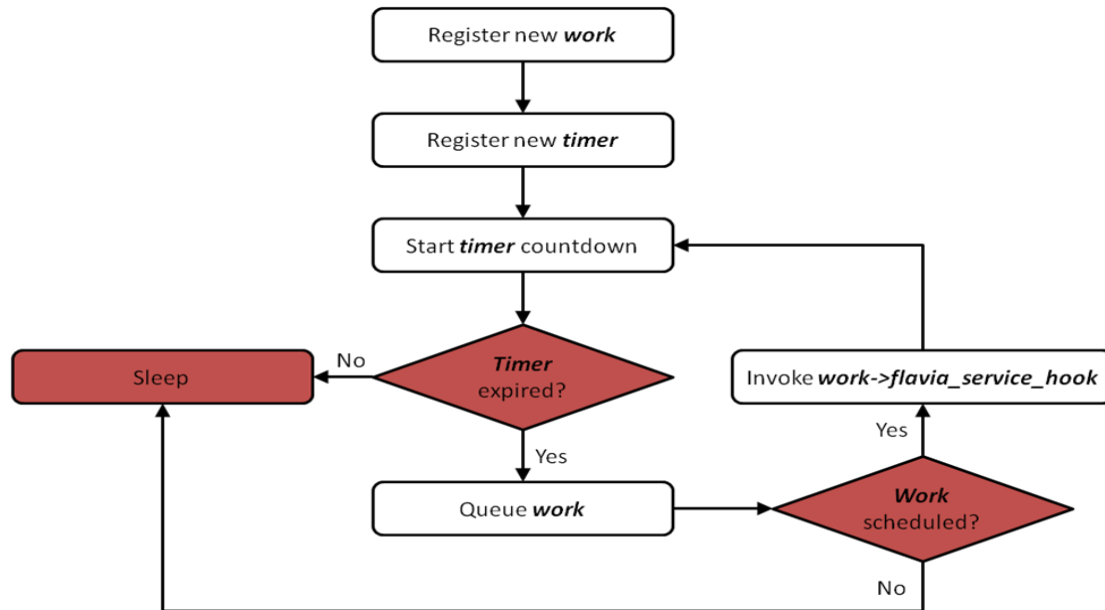 Register new work
Register new timer
Start timer countdown
Timer
expired?
No
Sleep
Yes
Queue work
Work
scheduled?
Yes
Invoke work->flavia_service_hook
No